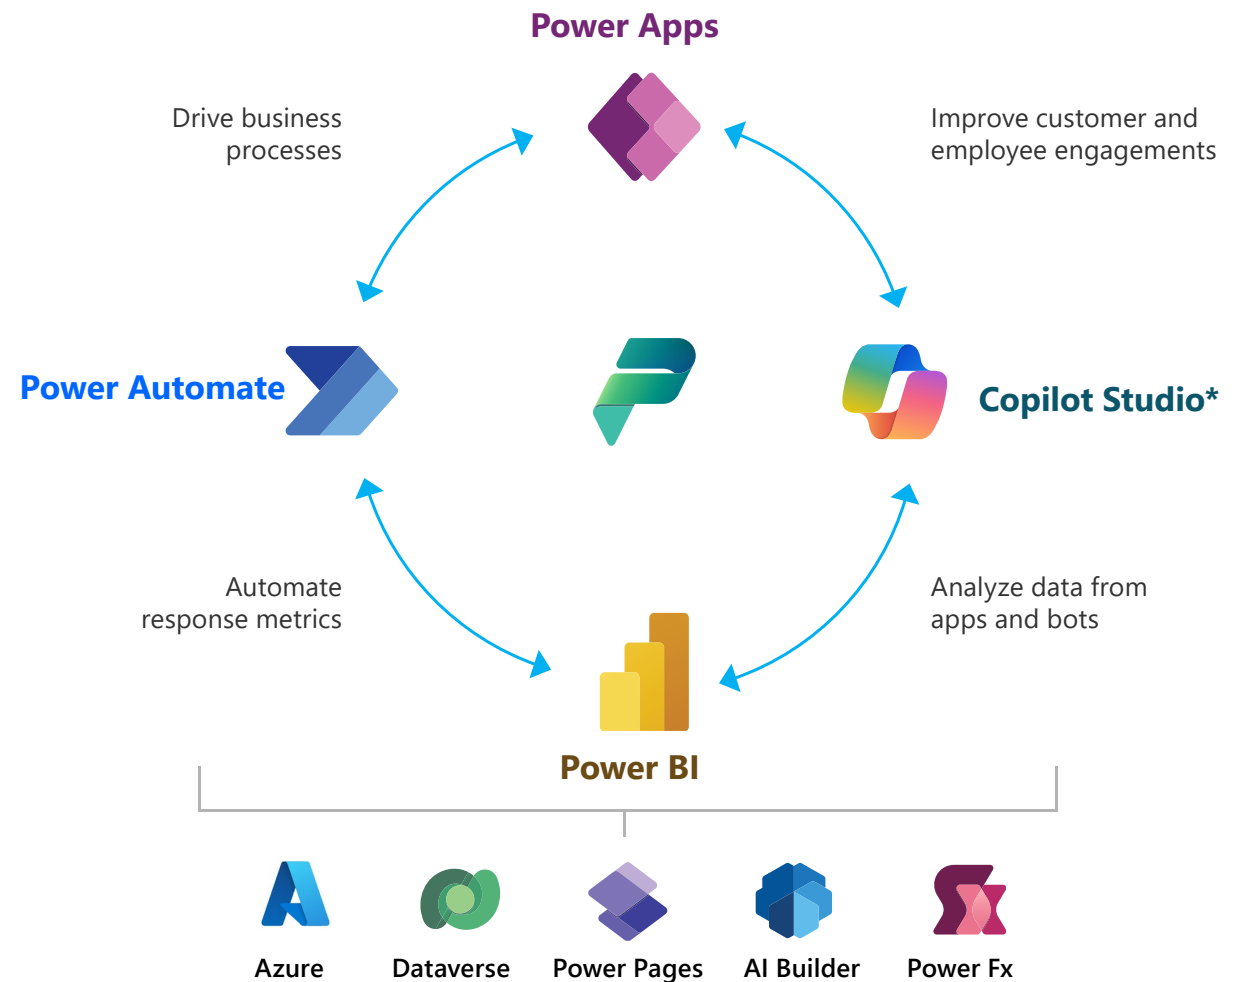 Power Apps
Drive business
processes
Improve customer and
employee engagements
Power Automate
Copilot Studio*
Automate
response metrics
Analyze data from
apps and bots
Power BI
Azure
Dataverse
Power Pages
AI Builder
Power Fx